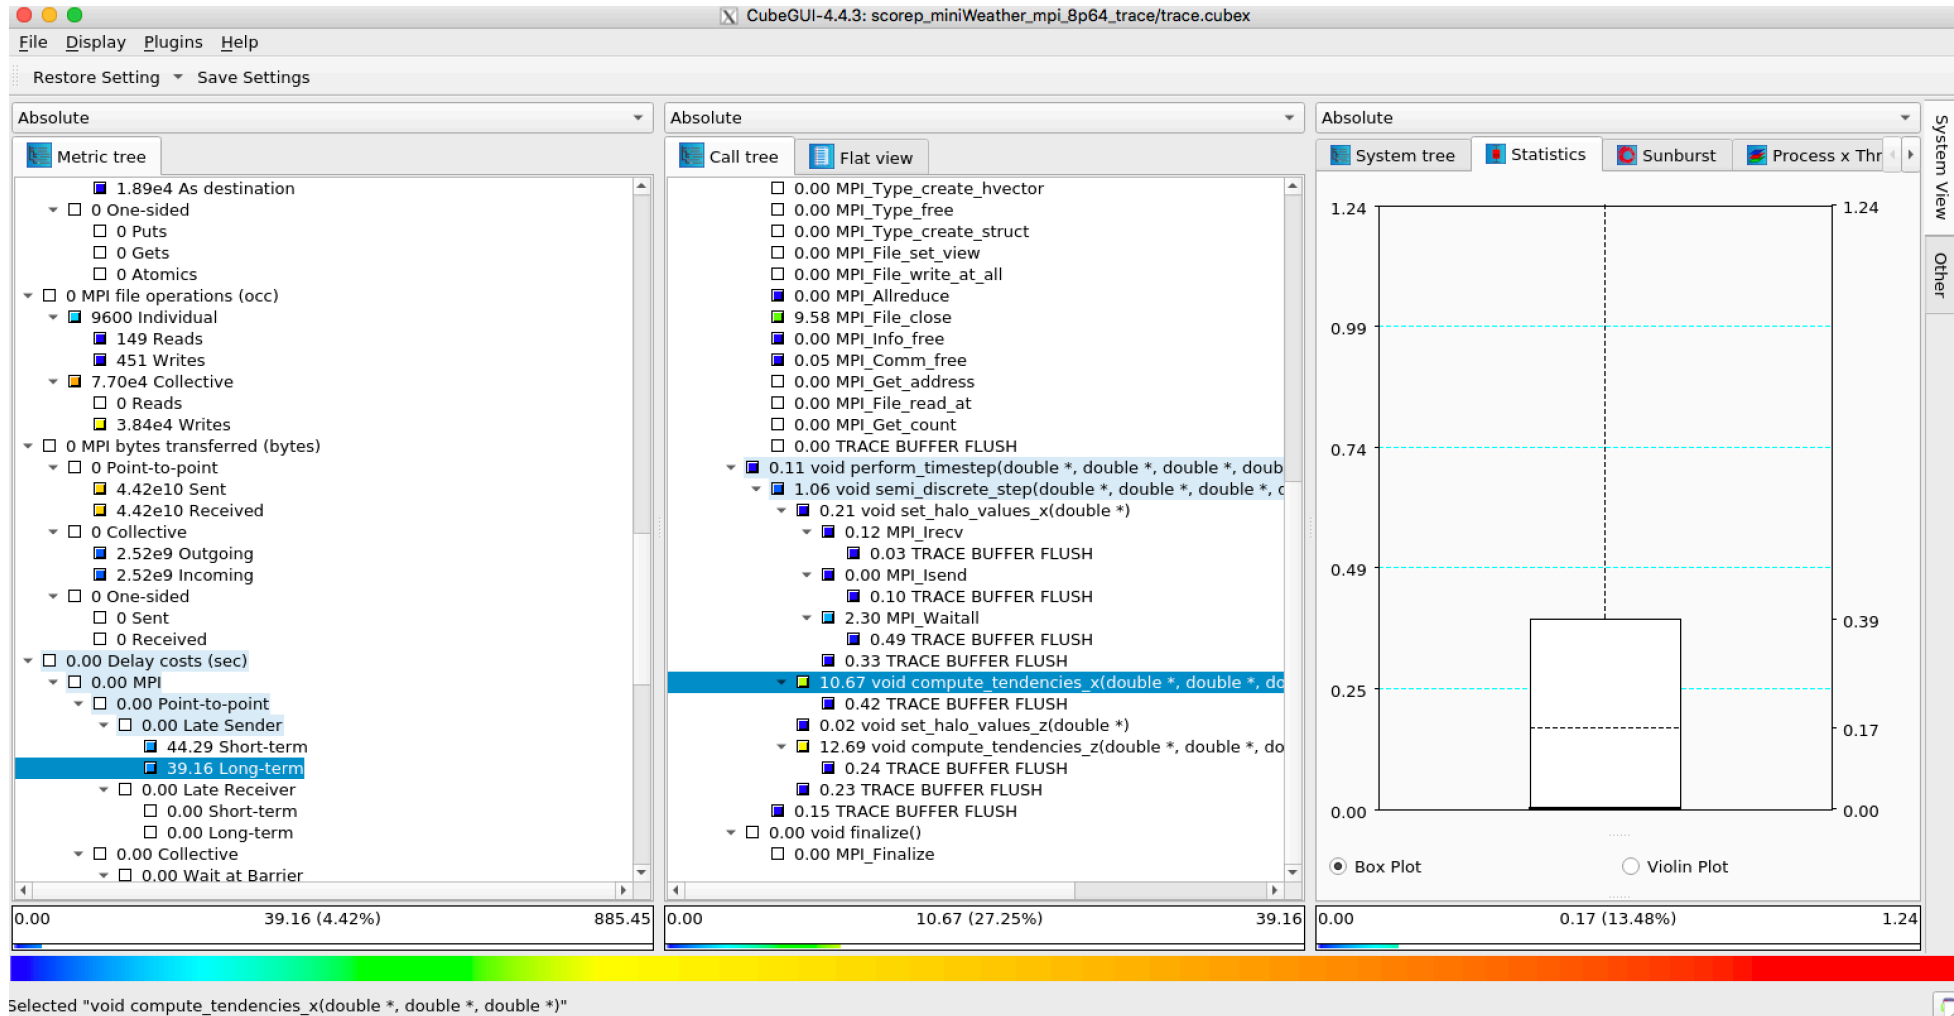 CubeGUI-4.4.3: scorep_miniWeather_mpi_8p64_trace/trace.cubex
File Display Plugins Help
Restore Setting Save Settings
Absolute
Metric tree
1.89e4 As destination
0 One-sided
0 Puts
0 Gets
0 Atomics
0 MPI file operations (occ)
9600 Individual
149 Reads
451 Writes
7.70e4 Collective
0 Reads
3.84e4 Writes
0 MPI bytes transferred (bytes)
0 Point-to-point
4.42e10 Sent
4.42e10 Received
0 Collective
2.52e9 Outgoing
2.52e9 Incoming
0 One-sided
0 Sent
0 Received
0.00 Delay costs (sec)
0.00 MPI
0.00 Point-to-point
0.00 Late Sender
44.29 Short-term
39.16 Long-term
0.00 Late Receiver
0.00 Short-term
0.00 Long-term
0.00 Collective
0.00 Wait at Barrier
0.00 39.16 (4.42%) 885.45
Absolute
Call tree Flat view
0.00 MPI_Type_create_hvector
0.00 MPI_Type_free
0.00 MPI_Type_create_struct
0.00 MPI_File_set_view
0.00 MPI_File_write_at_all
0.00 MPI_Allreduce
9.58 MPI_File_close
0.00 MPI_Info_free
0.05 MPI_Comm_free
0.00 MPI_Get_address
0.00 MPI_File_read_at
0.00 MPI_Get_count
0.00 TRACE BUFFER FLUSH
0.11 void perform_timestep(double *, double *, double *, doub
1.06 void semi_discrete_step(double *, double *, double *, d
0.21 void set_halo_values_x(double *)
0.12 MPI_Irecv
0.03 TRACE BUFFER FLUSH
0.00 MPI_Isend
0.10 TRACE BUFFER FLUSH
2.30 MPI_Waitall
0.49 TRACE BUFFER FLUSH
0.33 TRACE BUFFER FLUSH
10.67 void compute_tendencies_x(double *, double *, do
0.42 TRACE BUFFER FLUSH
0.02 void set_halo_values_z(double *)
12.69 void compute_tendencies_z(double *, double *, do
0.24 TRACE BUFFER FLUSH
0.23 TRACE BUFFER FLUSH
0.15 TRACE BUFFER FLUSH
0.00 void finalize()
0.00 MPI_Finalize
0.00 10.67 (27.25%) 39.16
Absolute
System tree Statistics Sunburst Process x Thr
1.24 1.24
0.99
0.74
0.49
0.39
0.25
0.17
0.00 0.00
Box Plot Violin Plot
0.00 0.17 (13.48%) 1.24
System View
Other
Selected "void compute_tendencies_x(double *, double *, double *)"